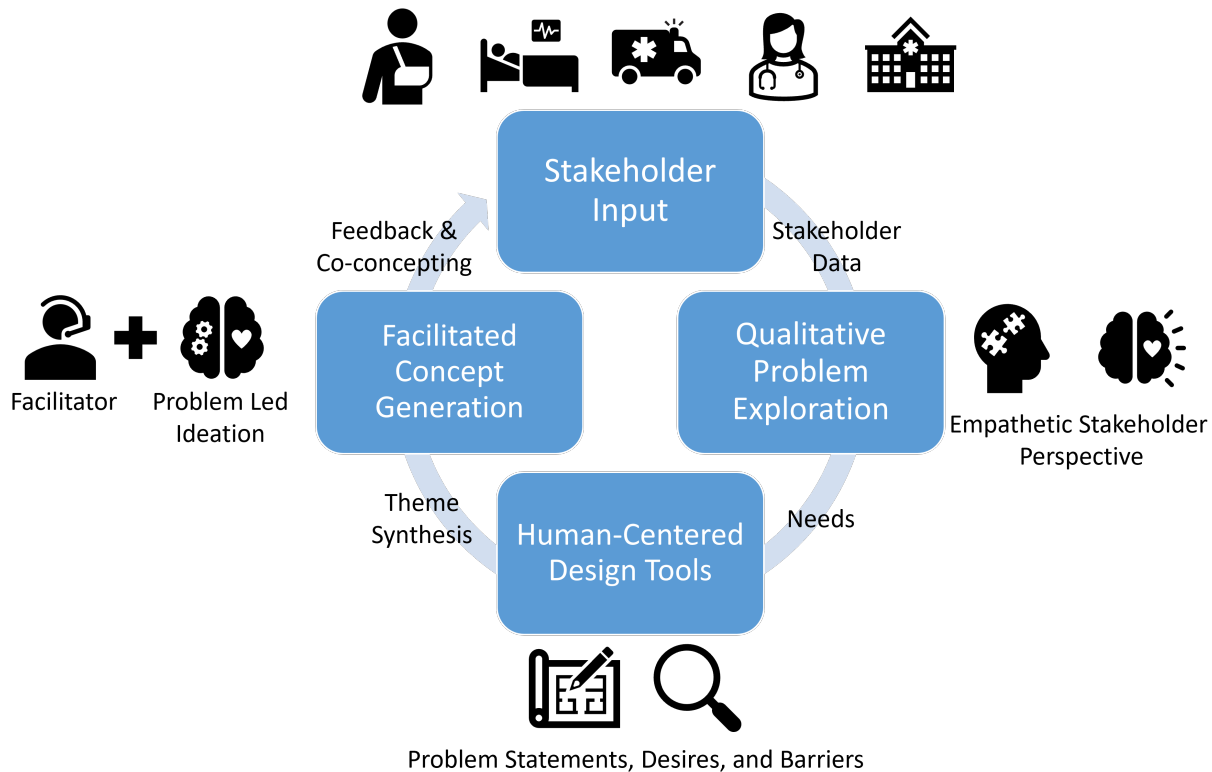 Stakeholder
Input
Feedback &
Co-concepting
Stakeholder
Data
Facilitated
Concept
Generation
Qualitative
Problem
Exploration
Facilitator
Problem Led
Ideation
Empathetic Stakeholder
Perspective
Theme
Synthesis
Human-Centered
Design Tools
Needs
Problem Statements, Desires, and Barriers